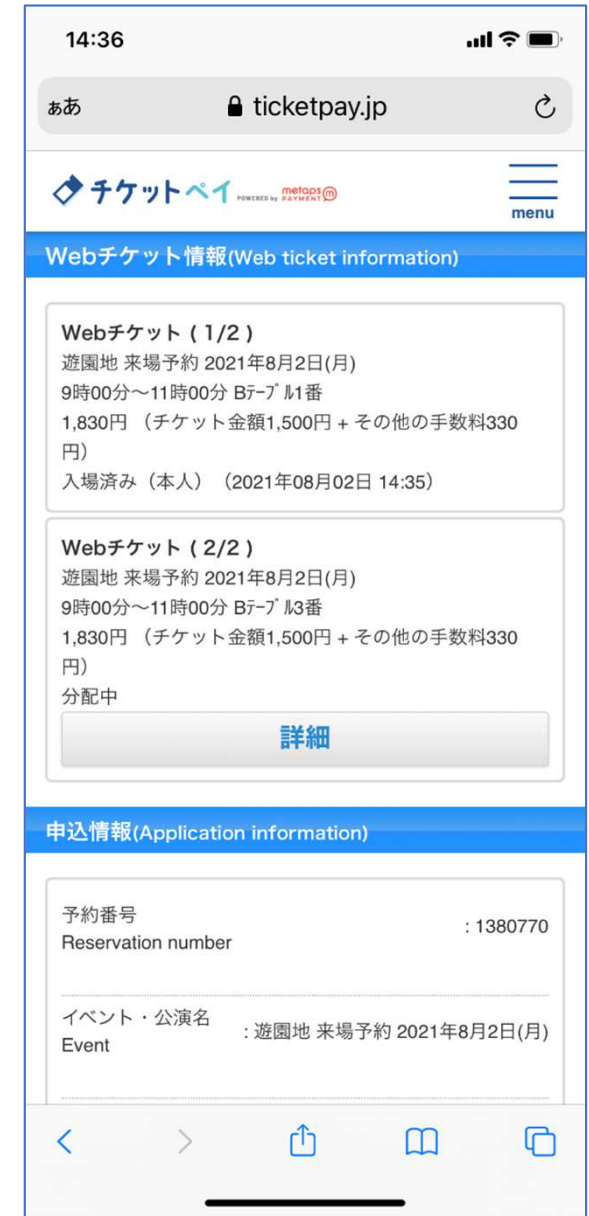 14:36
ぁあ
ticketpay.jp
チケットペイ POWERED by metaps PAYMENT
menu
Webチケット情報(Web ticket information)
Webチケット ( 1/2 )
遊園地 来場予約 2021年8月2日(月)
9時00分～11時00分 Bﾃｰﾌﾞﾙ1番
1,830円 （チケット金額1,500円 + その他の手数料330
円）
入場済み（本人）（2021年08月02日 14:35）
Webチケット ( 2/2 )
遊園地 来場予約 2021年8月2日(月)
9時00分～11時00分 Bﾃｰﾌﾞﾙ3番
1,830円 （チケット金額1,500円 + その他の手数料330
円）
分配中
詳細
申込情報(Application information)
予約番号
Reservation number
: 1380770
イベント・公演名
Event
: 遊園地 来場予約 2021年8月2日(月)